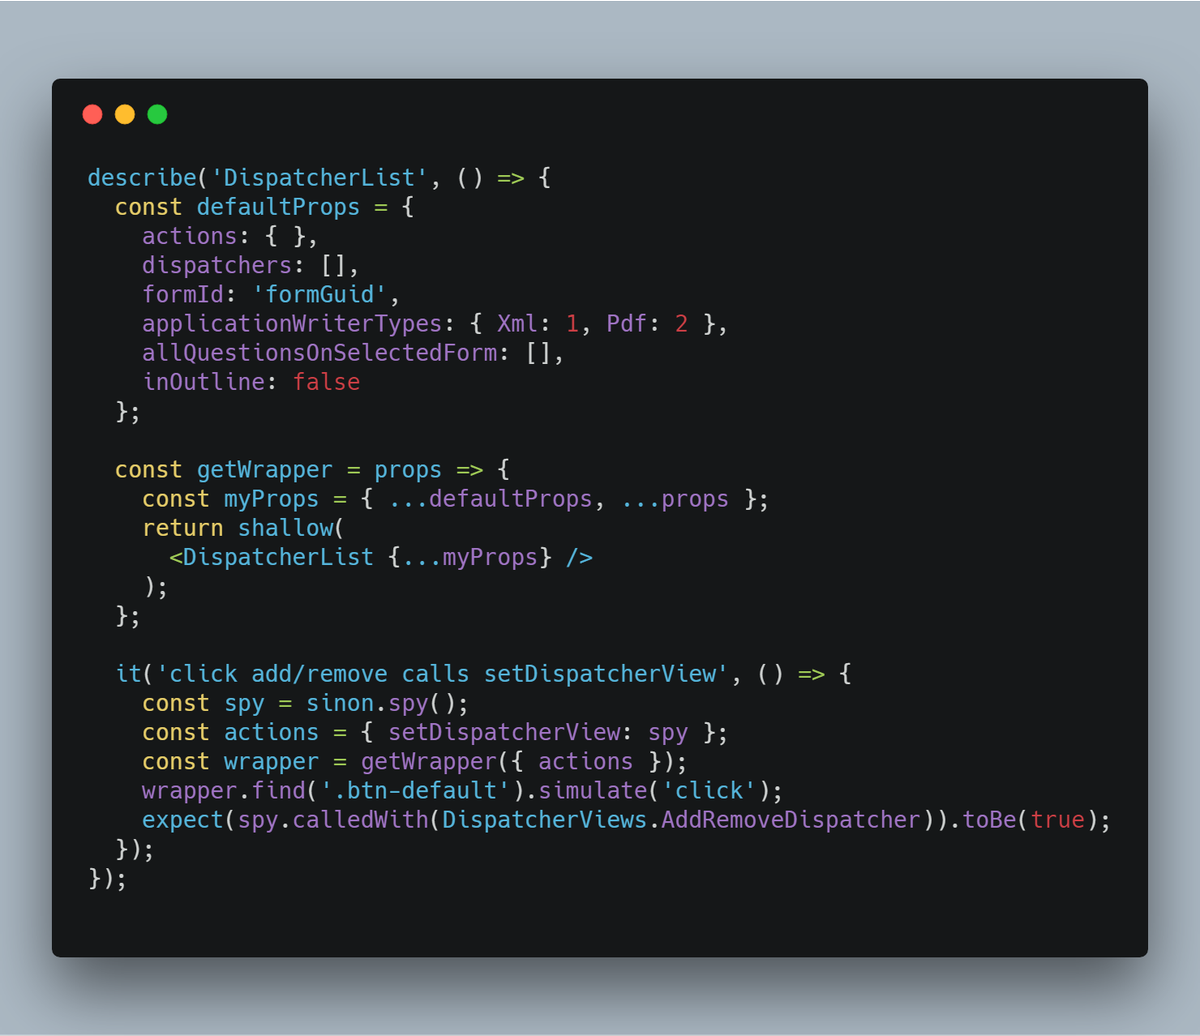 describe('DispatcherList', () => {
  const defaultProps = {
    actions: { },
    dispatchers: [],
    formId: 'formGuid',
    applicationWriterTypes: { Xml: 1, Pdf: 2 },
    allQuestionsOnSelectedForm: [],
    inOutline: false
  };

  const getWrapper = props => {
    const myProps = { ...defaultProps, ...props };
    return shallow(
      <DispatcherList {...myProps} />
    );
  };

  it('click add/remove calls setDispatcherView', () => {
    const spy = sinon.spy();
    const actions = { setDispatcherView: spy };
    const wrapper = getWrapper({ actions });
    wrapper.find('.btn-default').simulate('click');
    expect(spy.calledWith(DispatcherViews.AddRemoveDispatcher)).toBe(true);
  });
});